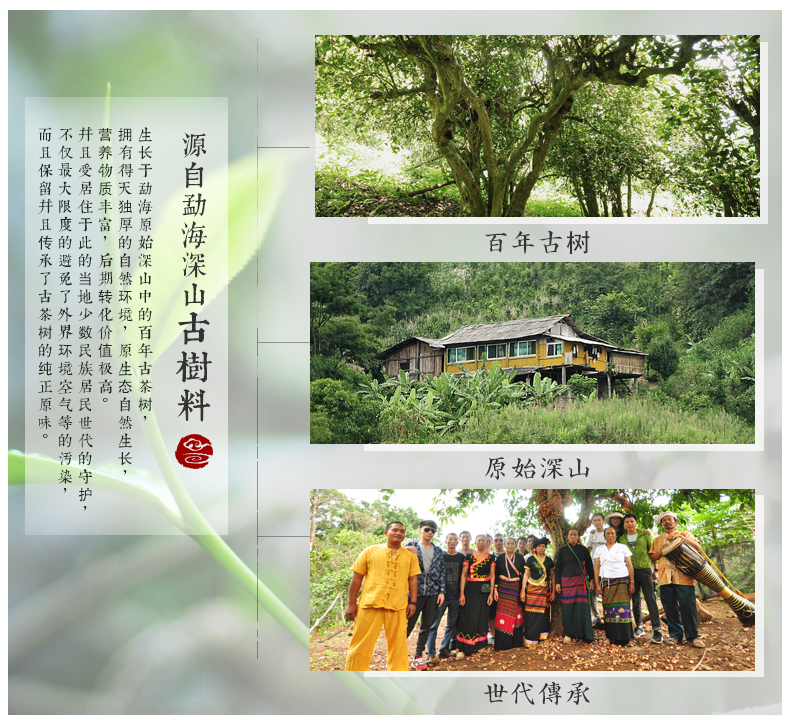 源自勐海深山古樹料
生长于勐海原始深山中的百年古茶树，
拥有得天独厚的自然环境，原生态自然生长，
营养物质丰富，后期转化价值极高。
并且受居住于此的当地少数民族居民世代的守护，
不仅最大限度的避免了外界环境空气等的污染，
而且保留并且传承了古茶树的纯正原味。
百年古树
原始深山
世代傳承